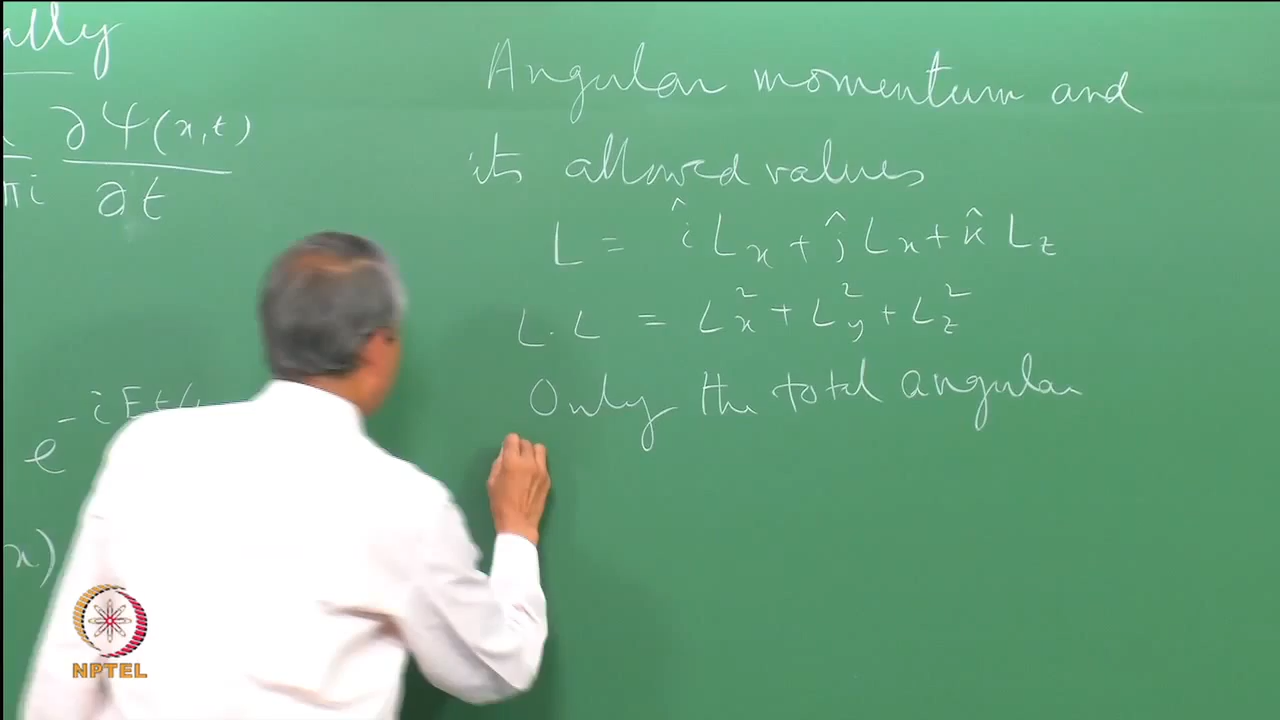 ally
∂Ψ(x,t)
πi ∂t
e^-iEt/
x)
Angular momentum and
its allowed values
L = î Lx + ĵ Lx + k̂ Lz
L.L = Lx² + Ly² + Lz²
Only the total angular
NPTEL